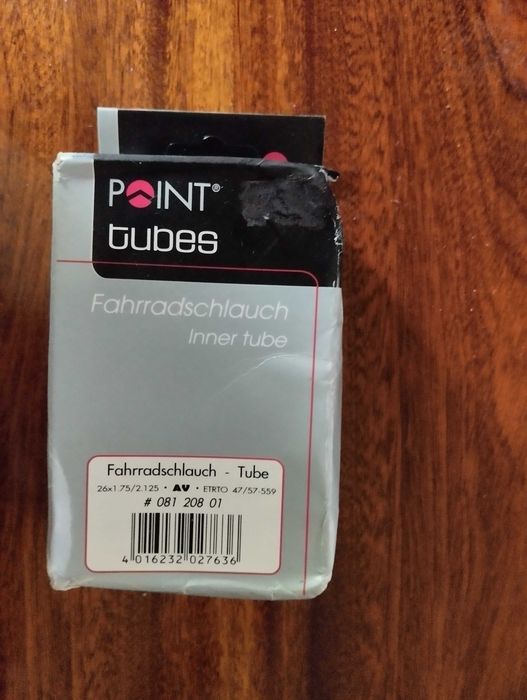 POINT®
tubes
Fahrradschlauch
Inner tube
Fahrradschlauch - Tube
26x1.75/2.125 • AV • ETRTO 47/57-559
# 081 208 01
4 016232 027636